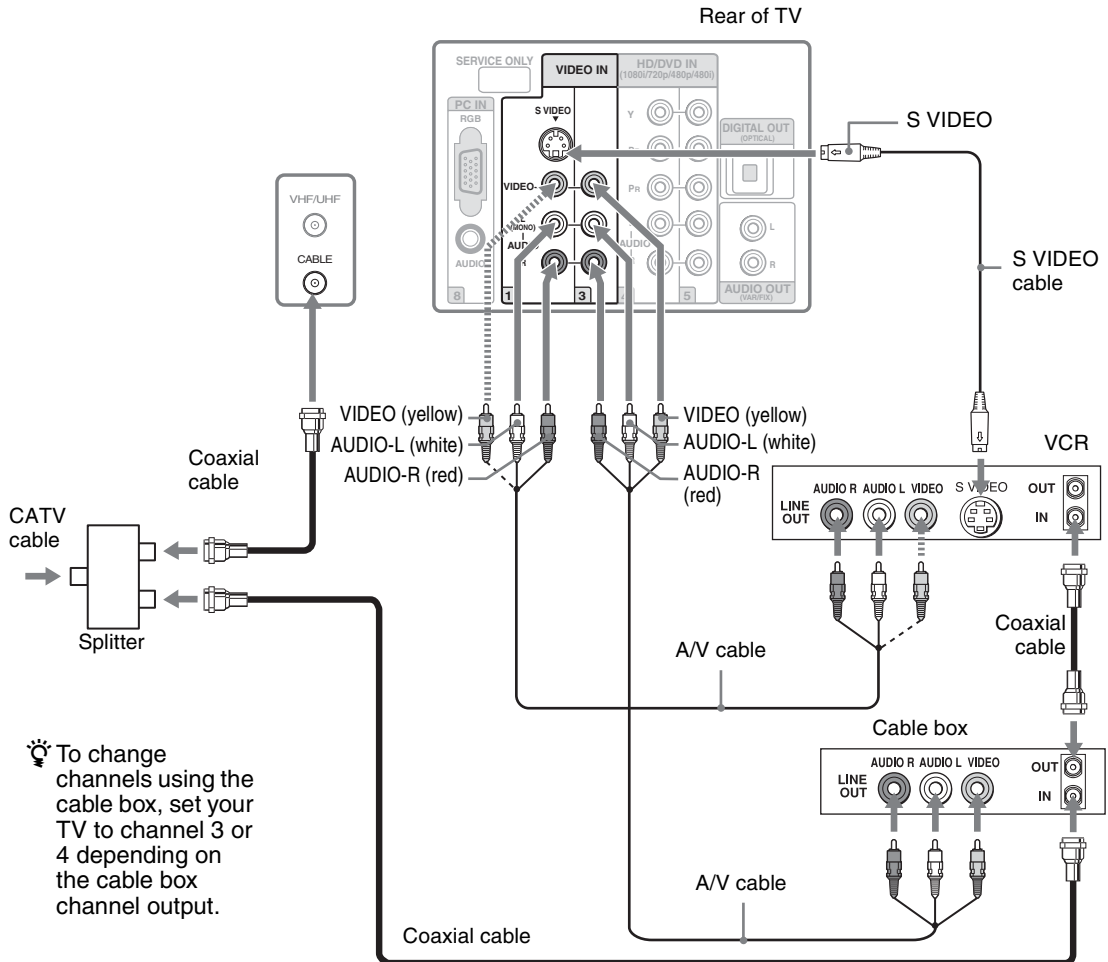 Rear of TV
SERVICE ONLY
VIDEO IN
HD/DVD IN
(1080i/720p/480p/480i)
PC IN
RGB
S VIDEO
Y
DIGITAL OUT
(OPTICAL)
S VIDEO
VHF/UHF
VIDEO
PR
(MONO)
L
CABLE
AUDIO
R
AUDIO
S VIDEO
cable
8
1
3
5
AUDIO OUT
(VAR/FIX)
VIDEO (yellow)
AUDIO-L (white)
AUDIO-R (red)
VIDEO (yellow)
AUDIO-L (white)
AUDIO-R
(red)
VCR
Coaxial
cable
AUDIO R AUDIO L VIDEO
S VIDEO
OUT
LINE
OUT
IN
CATV
cable
Splitter
Coaxial
cable
A/V cable
Cable box
AUDIO R AUDIO L VIDEO
OUT
LINE
OUT
IN
To change
channels using the
cable box, set your
TV to channel 3 or
4 depending on
the cable box
channel output.
A/V cable
Coaxial cable